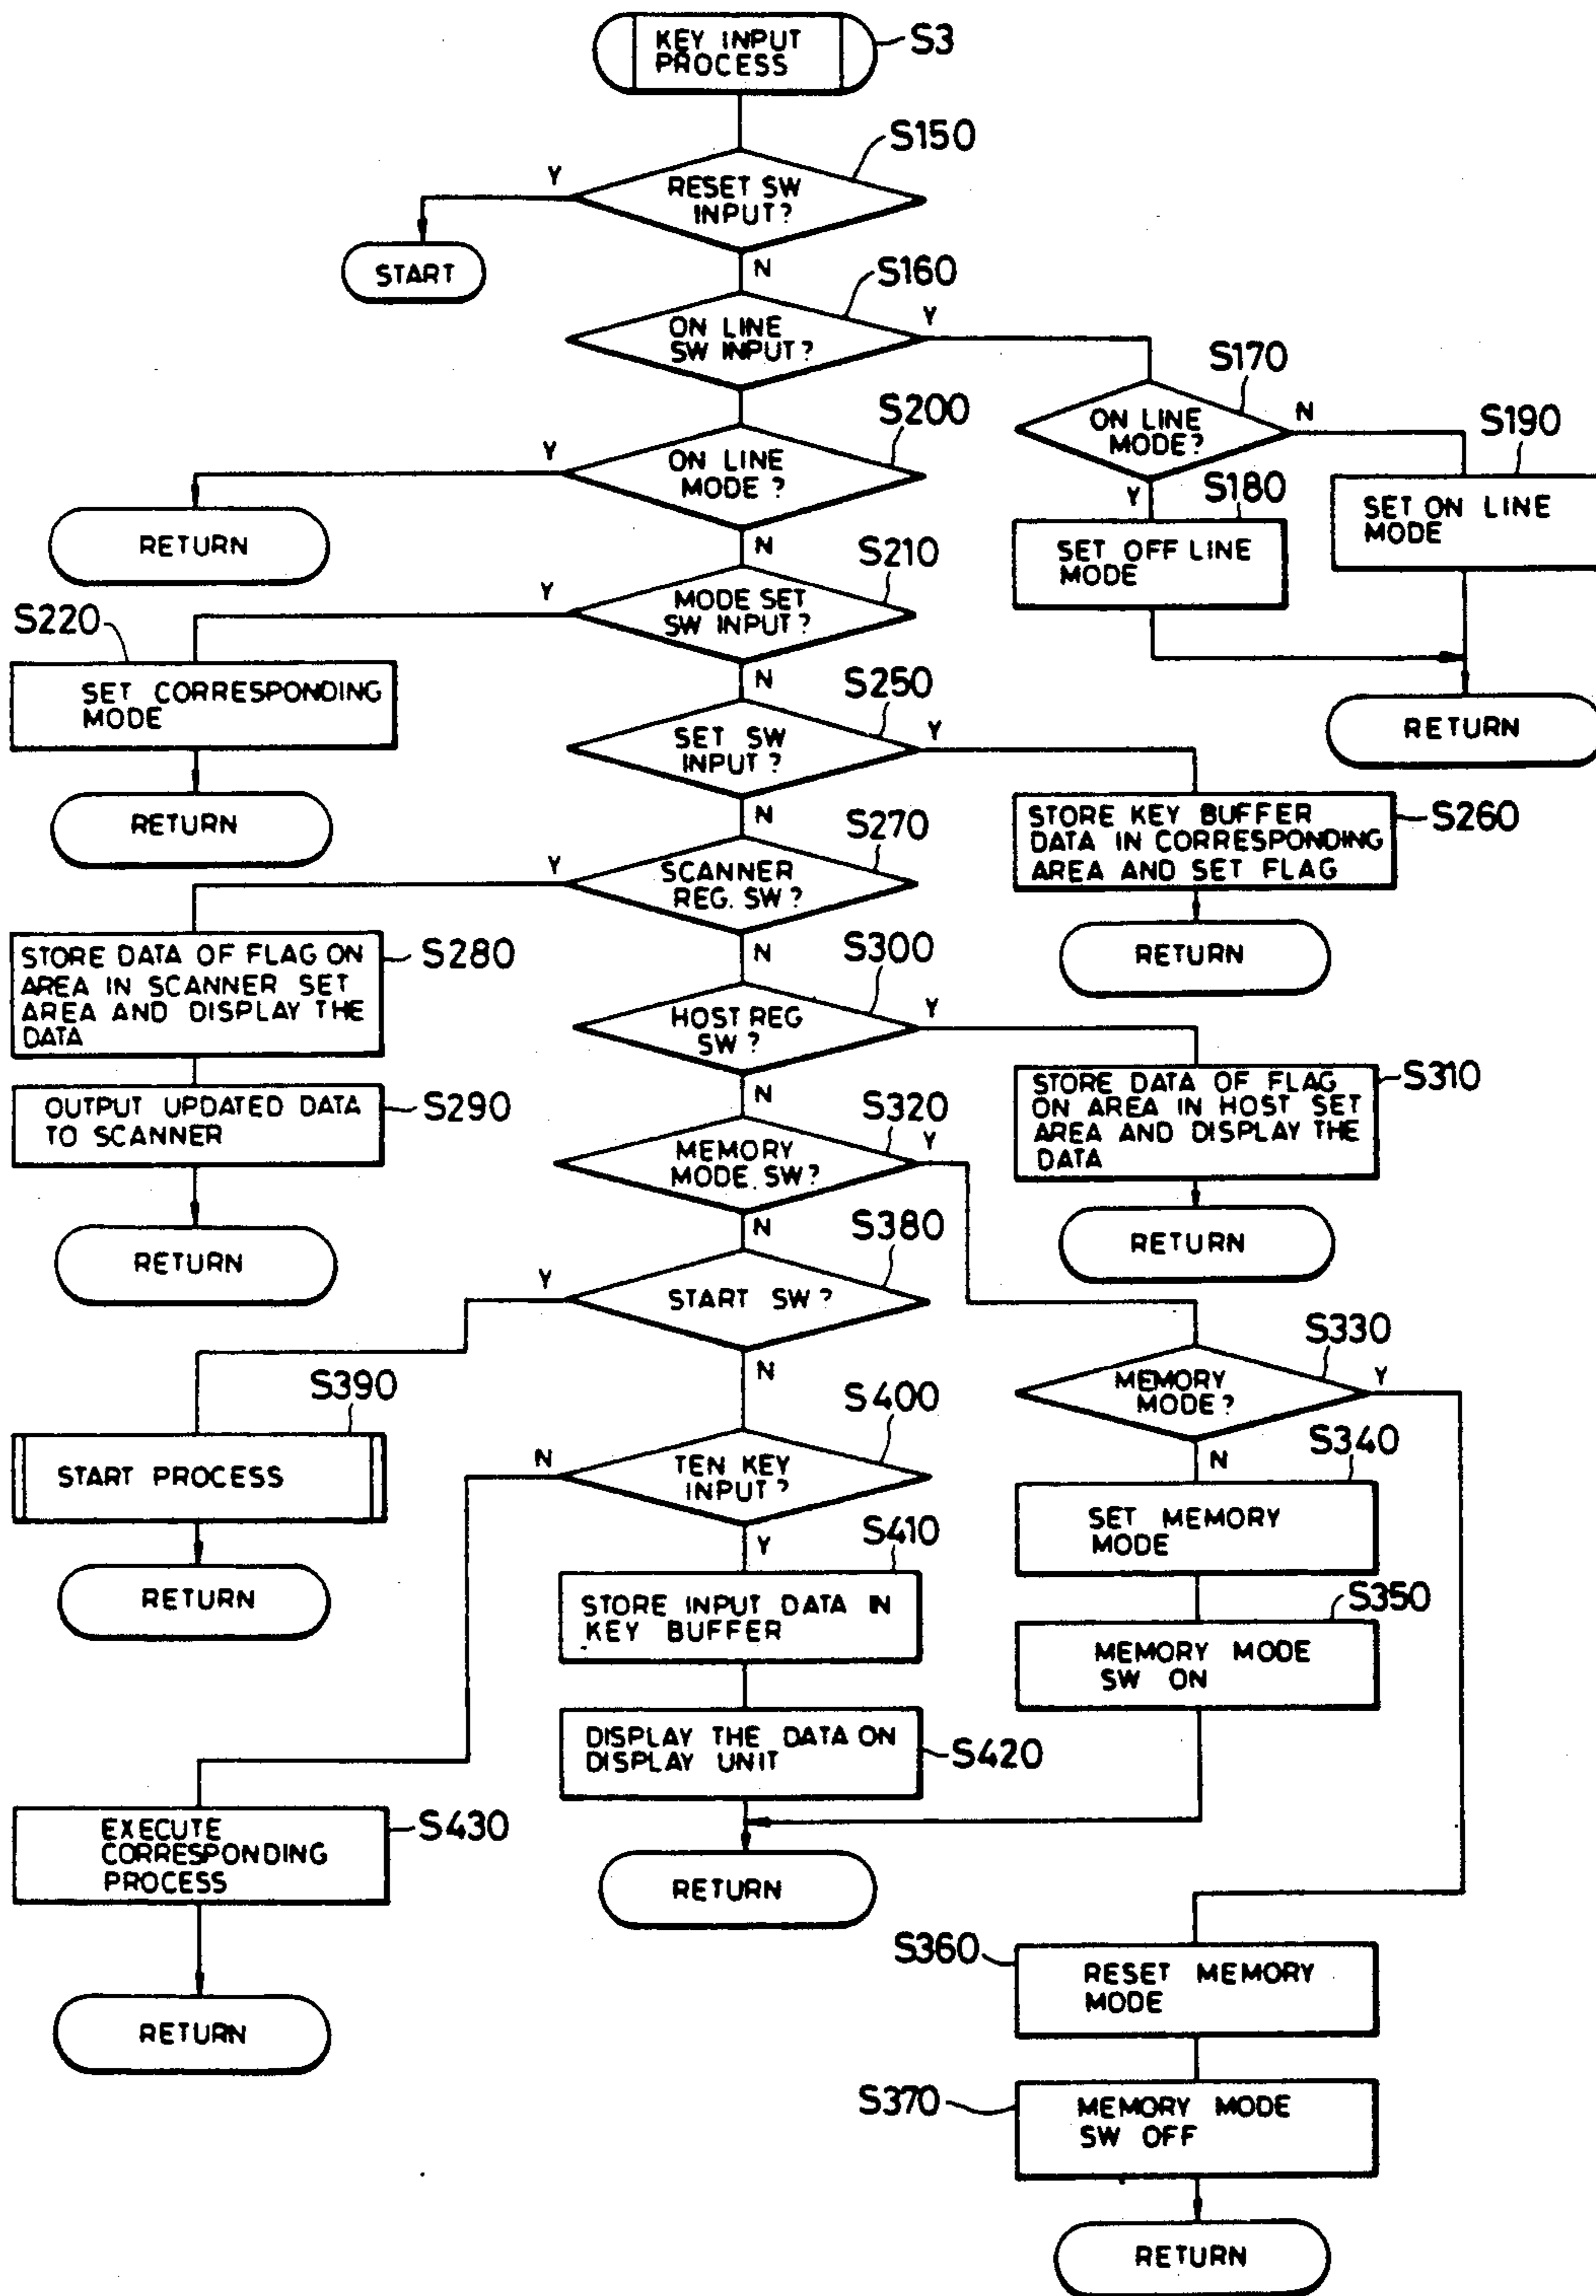 KEY INPUT
PROCESS
S3
S150
Y
RESET SW
INPUT?
START
N
S160
ON LINE
SW INPUT?
Y
S170
ON LINE
MODE?
N
S190
SET ON LINE
MODE
Y
S180
SET OFF LINE
MODE
RETURN
S200
Y
ON LINE
MODE?
RETURN
N
S210
Y
MODE SET
SW INPUT?
S220
SET CORRESPONDING
MODE
RETURN
N
S250
SET SW
INPUT?
Y
STORE KEY BUFFER
DATA IN CORRESPONDING
AREA AND SET FLAG
S260
RETURN
N
S270
Y
SCANNER
REG. SW?
STORE DATA OF FLAG ON
AREA IN SCANNER SET
AREA AND DISPLAY THE
DATA
S280
OUTPUT UPDATED DATA
TO SCANNER
S290
RETURN
N
S300
HOST REG
SW?
Y
STORE DATA OF FLAG
ON AREA IN HOST SET
AREA AND DISPLAY THE
DATA
S310
RETURN
N
S320
MEMORY
MODE. SW?
Y
N
S380
Y
START SW?
S390
START PROCESS
RETURN
N
S330
MEMORY
MODE?
Y
N
S340
SET MEMORY
MODE
S350
MEMORY MODE
SW ON
S400
N
TEN KEY
INPUT?
Y
S410
STORE INPUT DATA IN
KEY BUFFER
DISPLAY THE DATA ON
DISPLAY UNIT
S420
RETURN
EXECUTE
CORRESPONDING
PROCESS
S430
RETURN
S360
RESET MEMORY
MODE
S370
MEMORY MODE
SW OFF
RETURN